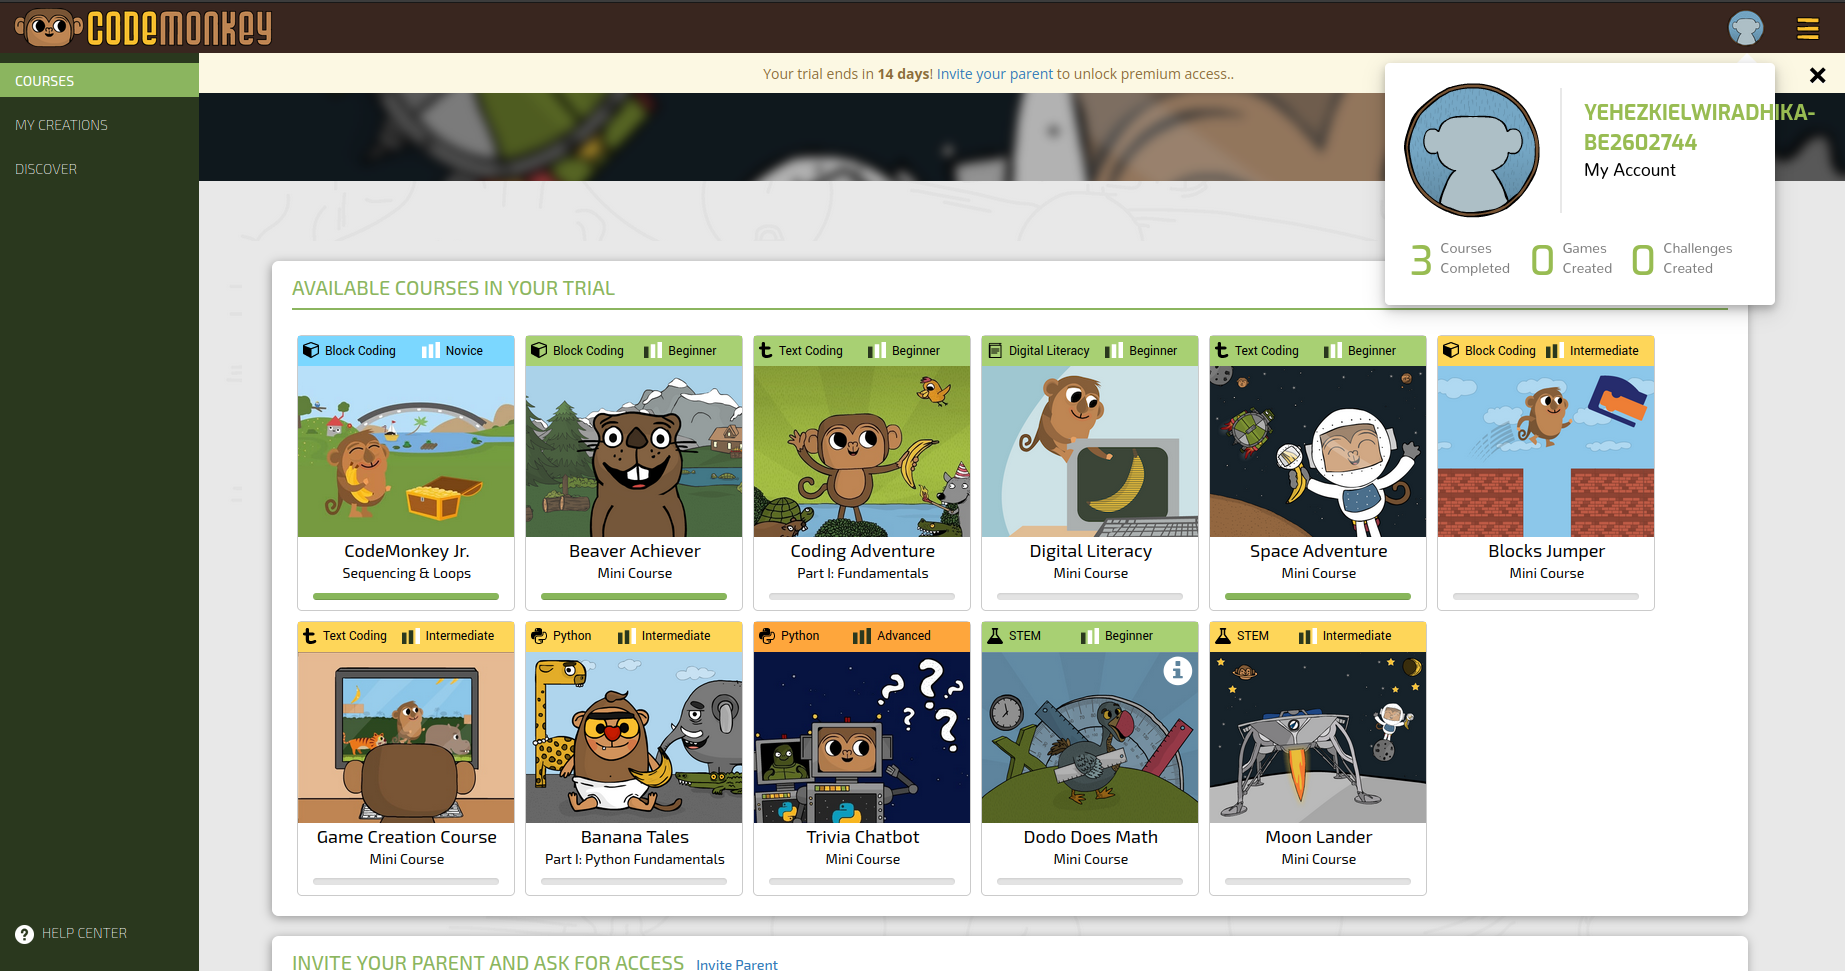 CODEMONKEY
COURSES
MY CREATIONS
DISCOVER
HELP CENTER
Your trial ends in 14 days! Invite your parent to unlock premium access..
YEHEZKIELWIRADHIKA-
BE2602744
My Account
3 Courses Completed
0 Games Created
0 Challenges Created
AVAILABLE COURSES IN YOUR TRIAL
Block Coding Novice
CodeMonkey Jr.
Sequencing & Loops
Block Coding Beginner
Beaver Achiever
Mini Course
Text Coding Beginner
Coding Adventure
Part I: Fundamentals
Digital Literacy Beginner
Digital Literacy
Mini Course
Text Coding Beginner
Space Adventure
Mini Course
Block Coding Intermediate
Blocks Jumper
Mini Course
Text Coding Intermediate
Game Creation Course
Mini Course
Python Intermediate
Banana Tales
Part I: Python Fundamentals
Python Advanced
Trivia Chatbot
Mini Course
STEM Beginner
Dodo Does Math
Mini Course
STEM Intermediate
Moon Lander
Mini Course
INVITE YOUR PARENT AND ASK FOR ACCESS Invite Parent